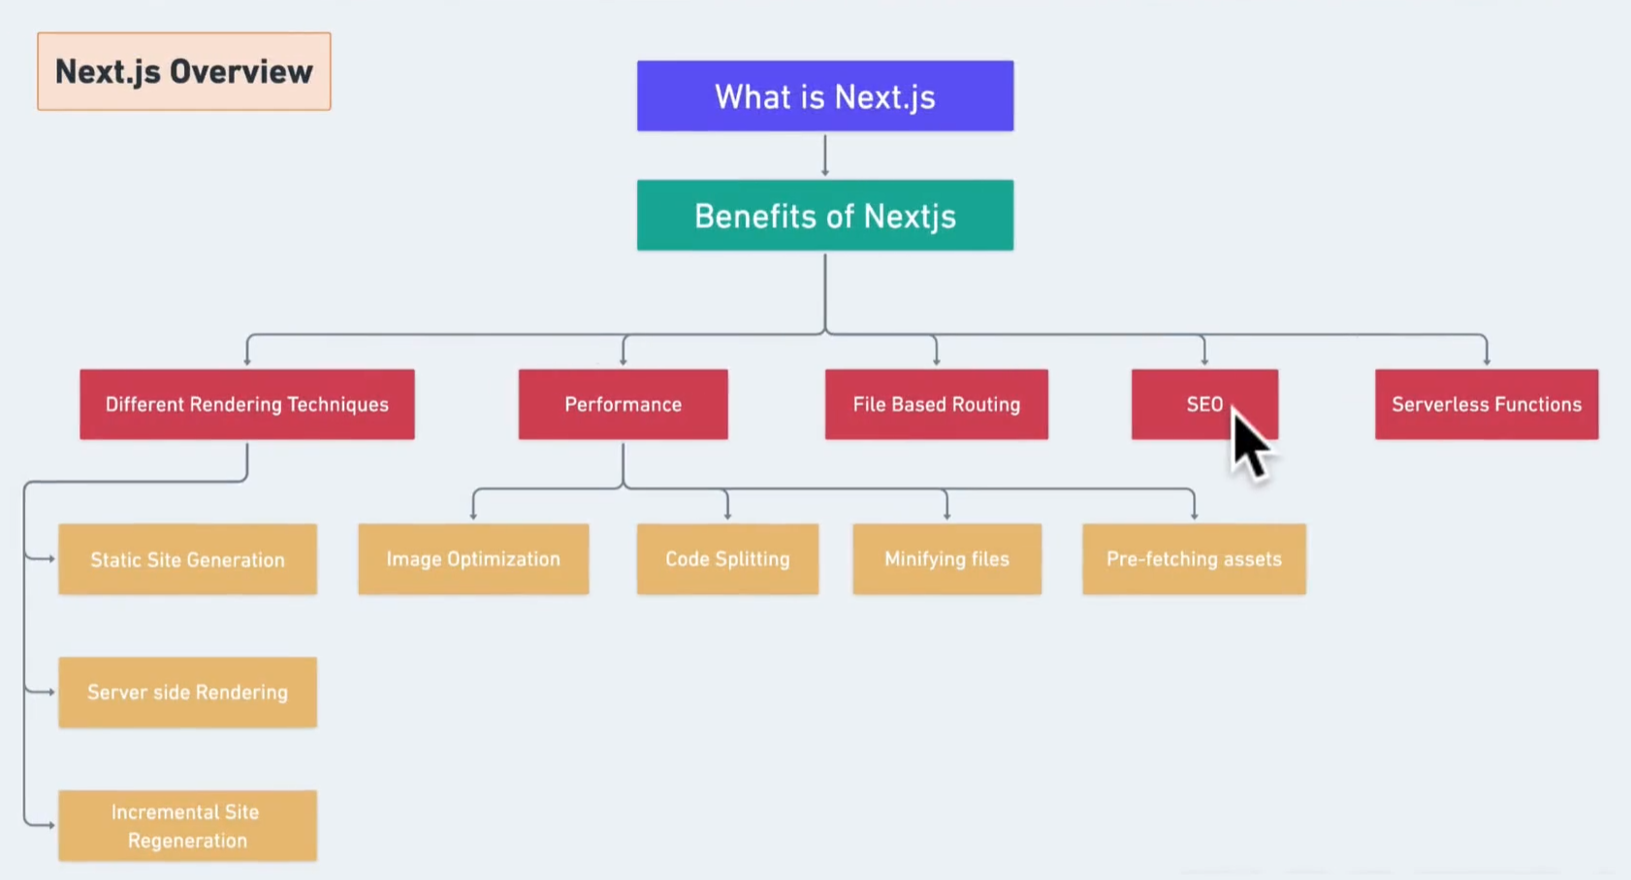 Next.js Overview
What is Next.js
Benefits of Nextjs
Different Rendering Techniques
Performance
File Based Routing
SEO
Serverless Functions
Static Site Generation
Image Optimization
Code Splitting
Minifying files
Pre-fetching assets
Server side Rendering
Incremental Site
Regeneration